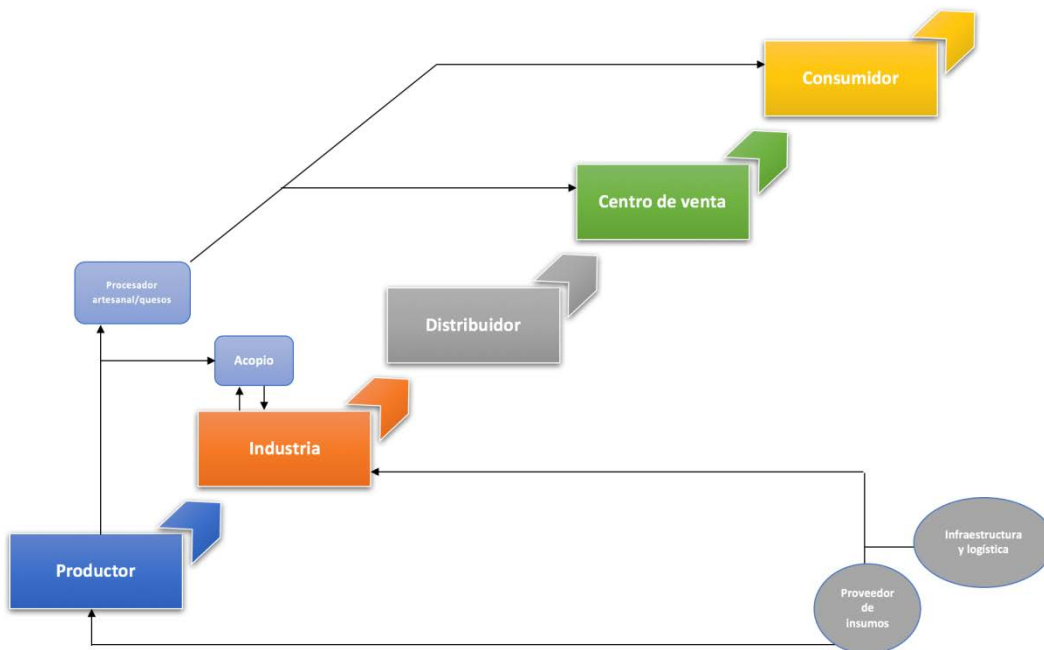 Consumidor
Centro de venta
Procesador
artesanal/quesos
Distribuidor
Acopio
Industria
Infraestructura
y logística
Productor
Proveedor
de
insumos